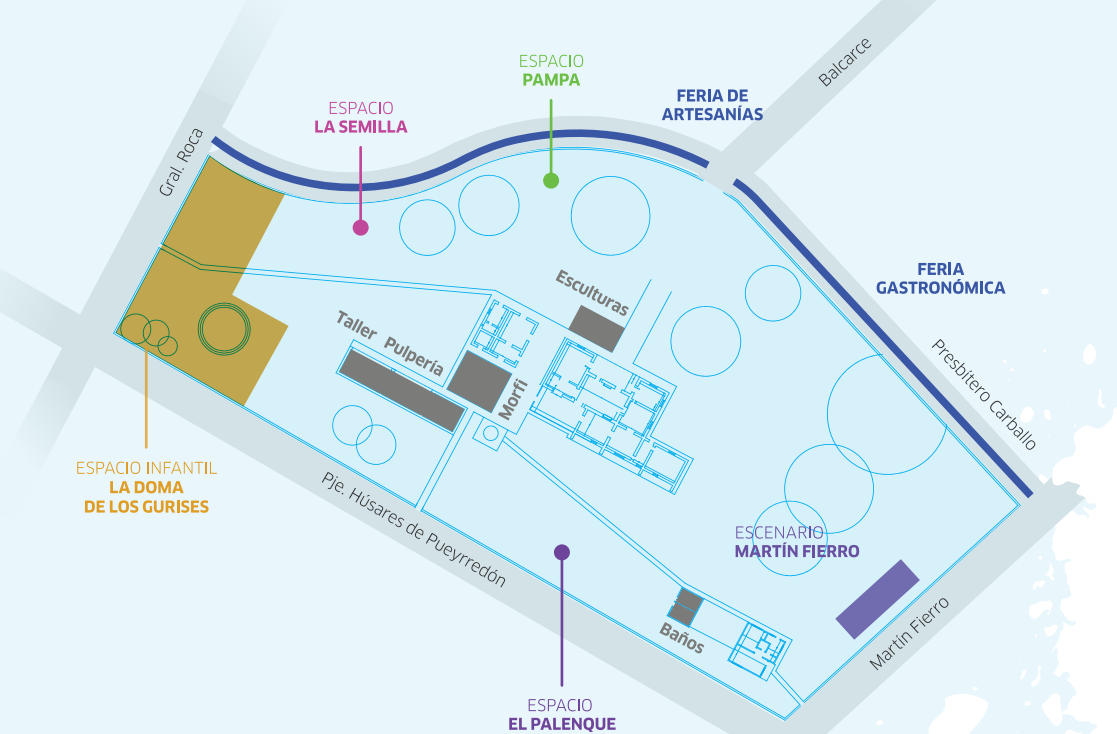 Balcarce
ESPACIO
PAMPA
FERIA DE
ARTESANÍAS
ESPACIO
LA SEMILLA
Gral. Roca
FERIA
GASTRONÓMICA
Esculturas
Taller
Pulpería
Morfi
Presbítero Carballo
ESPACIO INFANTIL
LA DOMA
DE LOS GURISES
Pje. Húsares de Pueyrredón
ESCENARIO
MARTÍN FIERRO
Baños
Martín Fierro
ESPACIO
EL PALENQUE